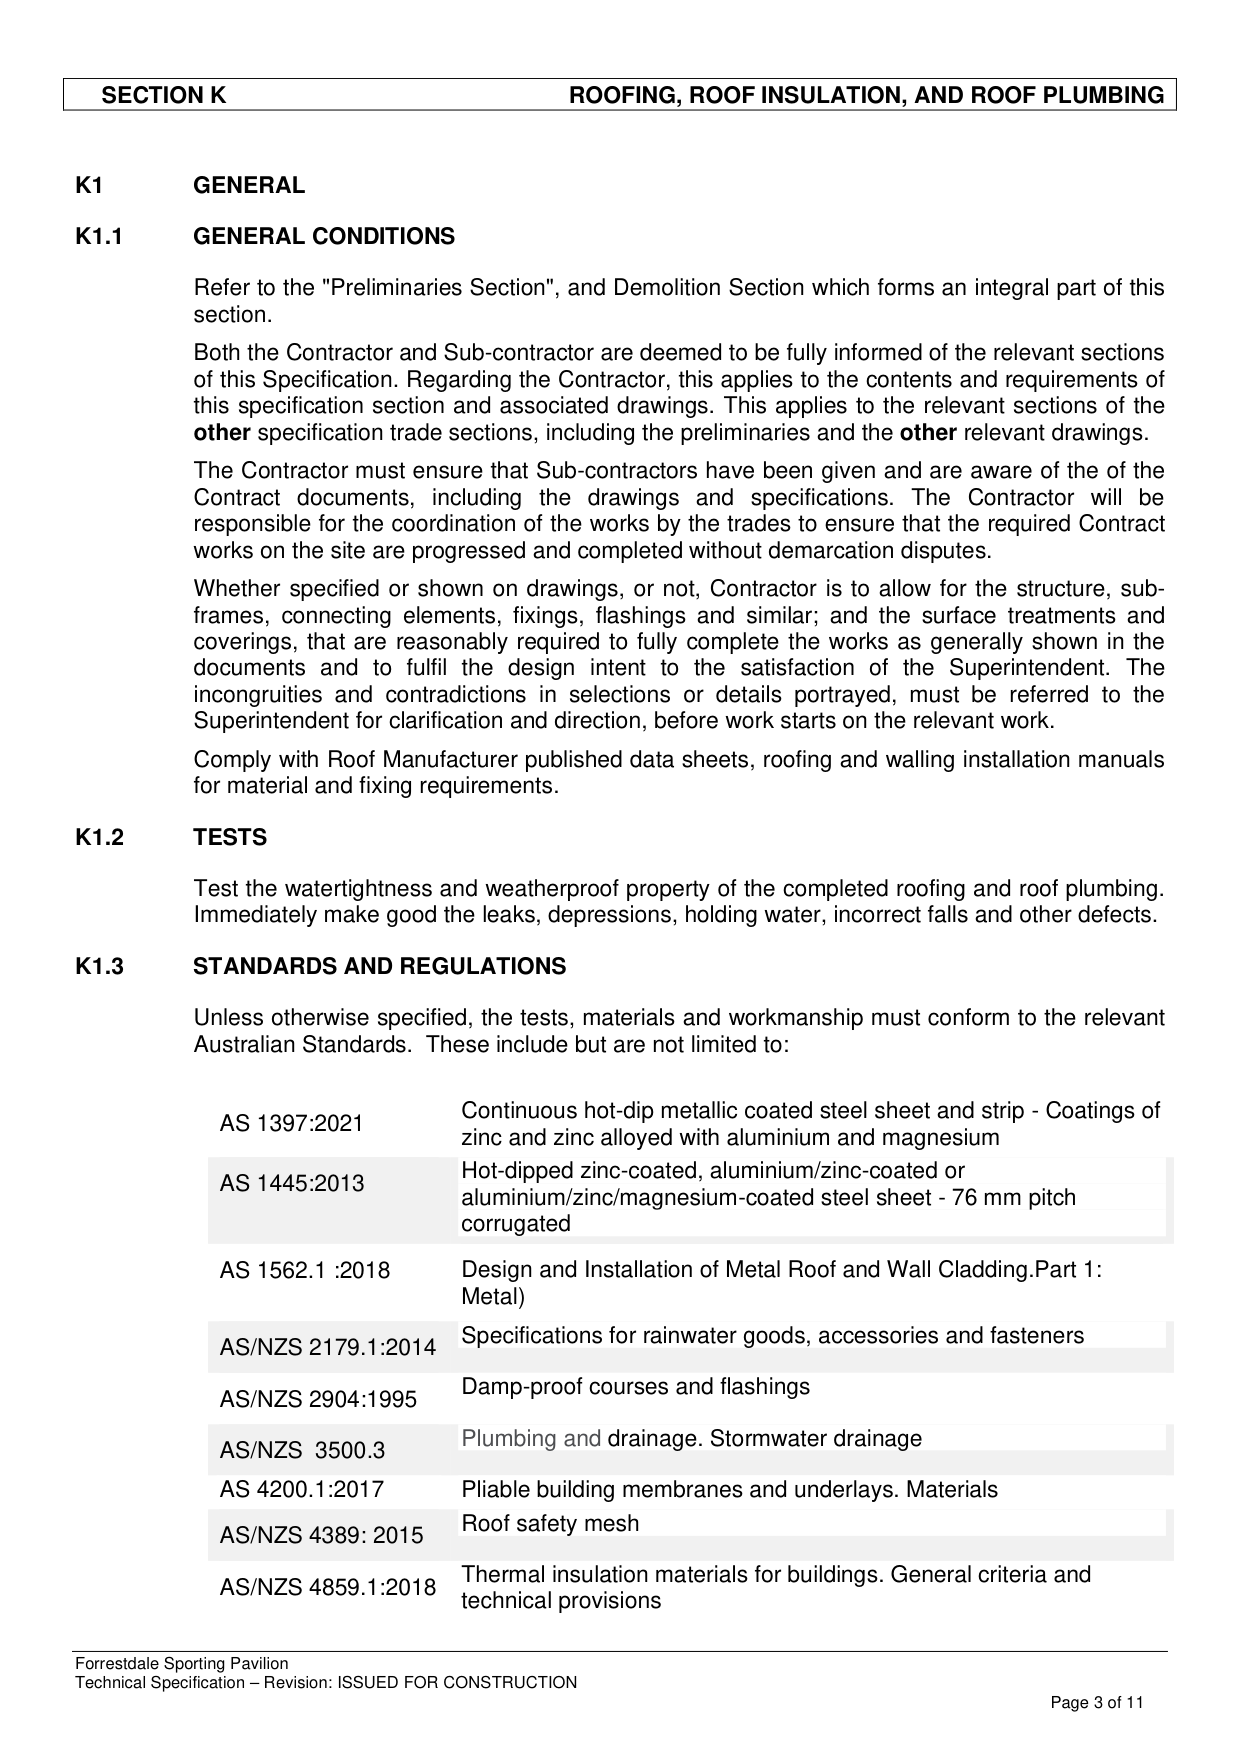 SECTION K ROOFING, ROOF INSULATION, AND ROOF PLUMBING
K1 GENERAL
K1.1 GENERAL CONDITIONS
Refer to the "Preliminaries Section", and Demolition Section which forms an integral part of this
section.
Both the Contractor and Sub-contractor are deemed to be fully informed of the relevant sections
of this Specification. Regarding the Contractor, this applies to the contents and requirements of
this specification section and associated drawings. This applies to the relevant sections of the
other specification trade sections, including the preliminaries and the other relevant drawings.
The Contractor must ensure that Sub-contractors have been given and are aware of the of the
Contract documents, including the drawings and specifications. The Contractor will be
responsible for the coordination of the works by the trades to ensure that the required Contract
works on the site are progressed and completed without demarcation disputes.
Whether specified or shown on drawings, or not, Contractor is to allow for the structure, sub-
frames, connecting elements, fixings, flashings and similar; and the surface treatments and
coverings, that are reasonably required to fully complete the works as generally shown in the
documents and to fulfil the design intent to the satisfaction of the Superintendent. The
incongruities and contradictions in selections or details portrayed, must be referred to the
Superintendent for clarification and direction, before work starts on the relevant work.
Comply with Roof Manufacturer published data sheets, roofing and walling installation manuals
for material and fixing requirements.
K1.2 TESTS
Test the watertightness and weatherproof property of the completed roofing and roof plumbing.
Immediately make good the leaks, depressions, holding water, incorrect falls and other defects.
K1.3 STANDARDS AND REGULATIONS
Unless otherwise specified, the tests, materials and workmanship must conform to the relevant
Australian Standards.  These include but are not limited to:
AS 1397:2021 Continuous hot-dip metallic coated steel sheet and strip - Coatings of
zinc and zinc alloyed with aluminium and magnesium
AS 1445:2013 Hot-dipped zinc-coated, aluminium/zinc-coated or
aluminium/zinc/magnesium-coated steel sheet - 76 mm pitch
corrugated
AS 1562.1 :2018 Design and Installation of Metal Roof and Wall Cladding.Part 1:
Metal)
AS/NZS 2179.1:2014 Specifications for rainwater goods, accessories and fasteners
AS/NZS 2904:1995 Damp-proof courses and flashings
AS/NZS  3500.3 Plumbing and drainage. Stormwater drainage
AS 4200.1:2017 Pliable building membranes and underlays. Materials
AS/NZS 4389: 2015 Roof safety mesh
AS/NZS 4859.1:2018 Thermal insulation materials for buildings. General criteria and
technical provisions
Forrestdale Sporting Pavilion
Technical Specification – Revision: ISSUED FOR CONSTRUCTION
Page 3 of 11